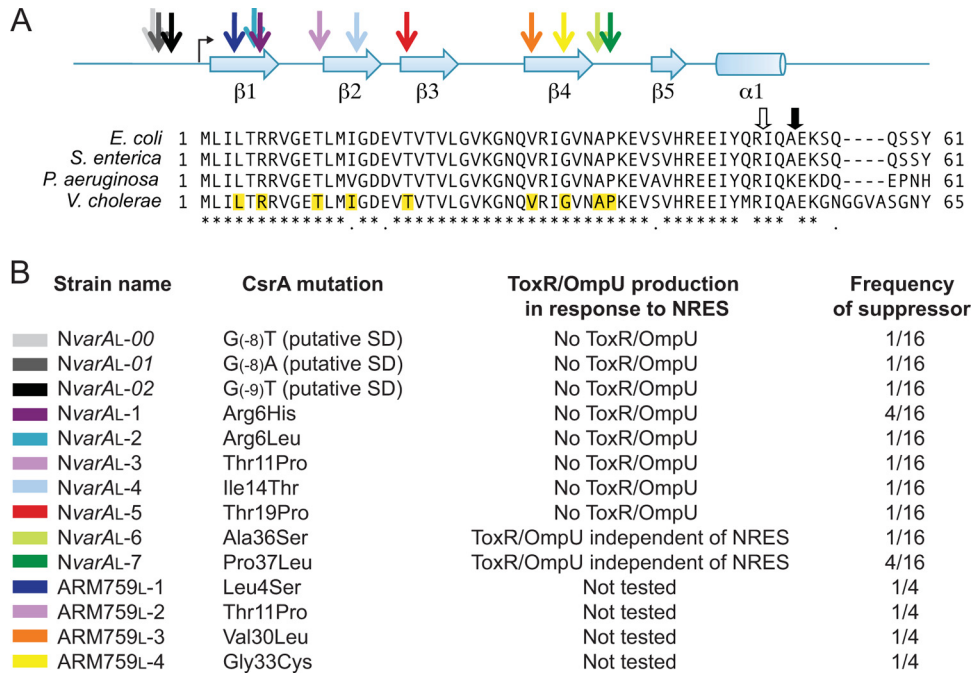 A
β1 β2 β3 β4 β5 α1
E. coli 1 MLILTRRVGETLMIGDEVTVTVLGVKGNQVRIGVNAPKEVSVHREEIYQRIQAEKSQ----QSSY 61
S. enterica 1 MLILTRRVGETLMIGDEVTVTVLGVKGNQVRIGVNAPKEVSVHREEIYQRIQAEKSQ----QSSY 61
P. aeruginosa 1 MLILTRRVGETLMVGDDVTVTVLGVKGNQVRIGVNAPKEVAVHREEIYQRIQKEKDQ----EPNH 61
V. cholerae 1 MLILTRRVGETLMIGDEVTVTVLGVKGNQVRIGVNAPKEVSVHREEIYMRIQAEKGNGGVASGNY 65
*************.**.***********************.******* *** ** .
B
Strain name CsrA mutation ToxR/OmpU production in response to NRES Frequency of suppressor
NvarAL-00 G(-8)T (putative SD) No ToxR/OmpU 1/16
NvarAL-01 G(-8)A (putative SD) No ToxR/OmpU 1/16
NvarAL-02 G(-9)T (putative SD) No ToxR/OmpU 1/16
NvarAL-1 Arg6His No ToxR/OmpU 4/16
NvarAL-2 Arg6Leu No ToxR/OmpU 1/16
NvarAL-3 Thr11Pro No ToxR/OmpU 1/16
NvarAL-4 Ile14Thr No ToxR/OmpU 1/16
NvarAL-5 Thr19Pro No ToxR/OmpU 1/16
NvarAL-6 Ala36Ser ToxR/OmpU independent of NRES 1/16
NvarAL-7 Pro37Leu ToxR/OmpU independent of NRES 4/16
ARM759L-1 Leu4Ser Not tested 1/4
ARM759L-2 Thr11Pro Not tested 1/4
ARM759L-3 Val30Leu Not tested 1/4
ARM759L-4 Gly33Cys Not tested 1/4